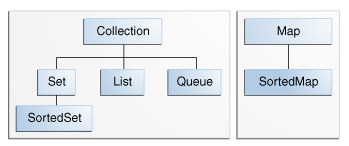 Collection
Map
Set
List
Queue
SortedMap
SortedSet